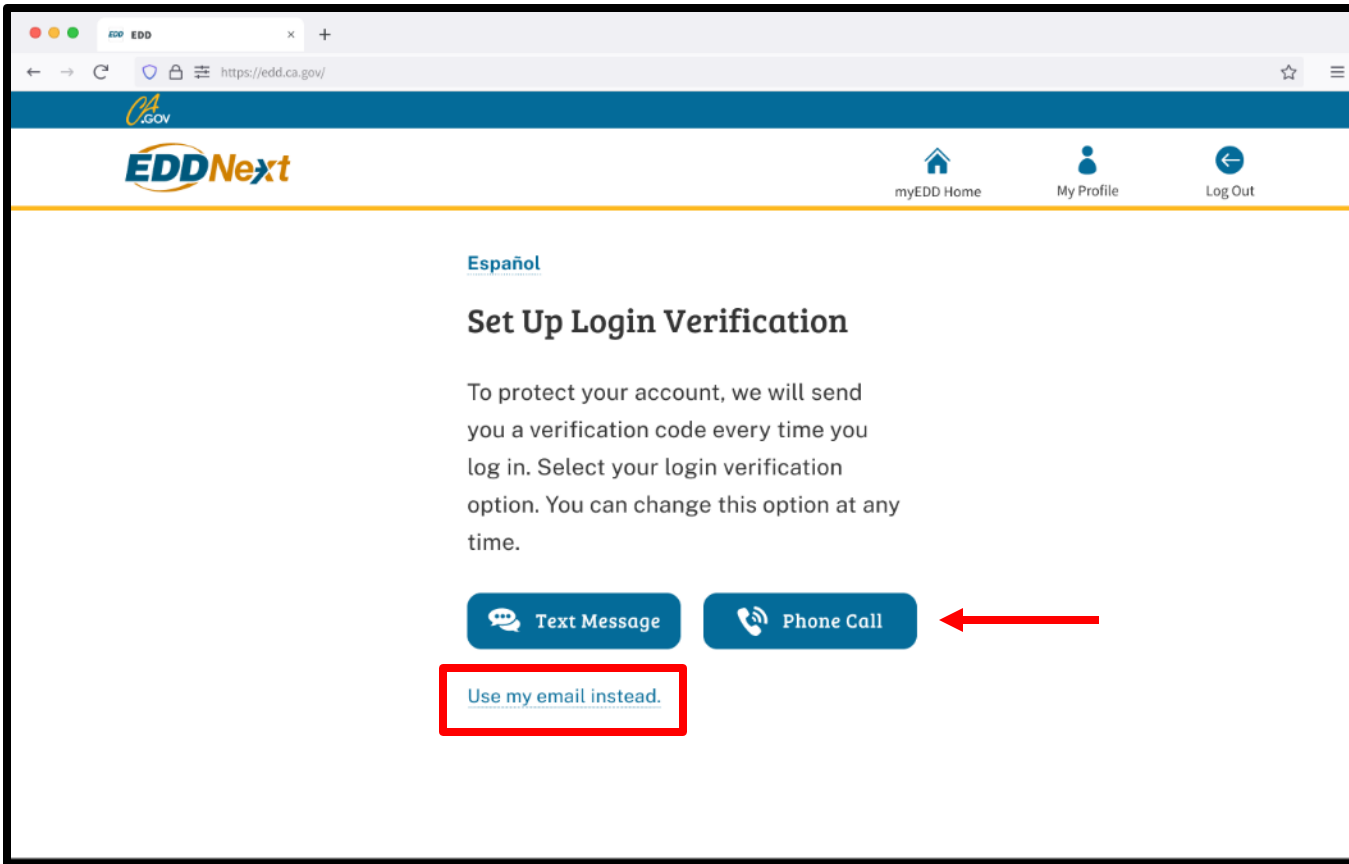 EDD EDD
https://edd.ca.gov/
CA.GOV
EDDNext
myEDD Home My Profile Log Out
Español
Set Up Login Verification
To protect your account, we will send
you a verification code every time you
log in. Select your login verification
option. You can change this option at any
time.
Text Message Phone Call
Use my email instead.